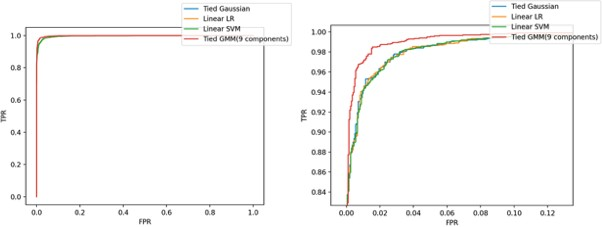 Tied Gaussian
Linear LR
Linear SVM
Tied GMM(9 components)
1.0
0.8
0.6
0.4
0.2
0.0
TPR
0.0 0.2 0.4 0.6 0.8 1.0
FPR
Tied Gaussian
Linear LR
Linear SVM
Tied GMM(9 components)
1.00
0.98
0.96
0.94
0.92
0.90
0.88
0.86
0.84
TPR
0.00 0.02 0.04 0.06 0.08 0.10 0.12
FPR